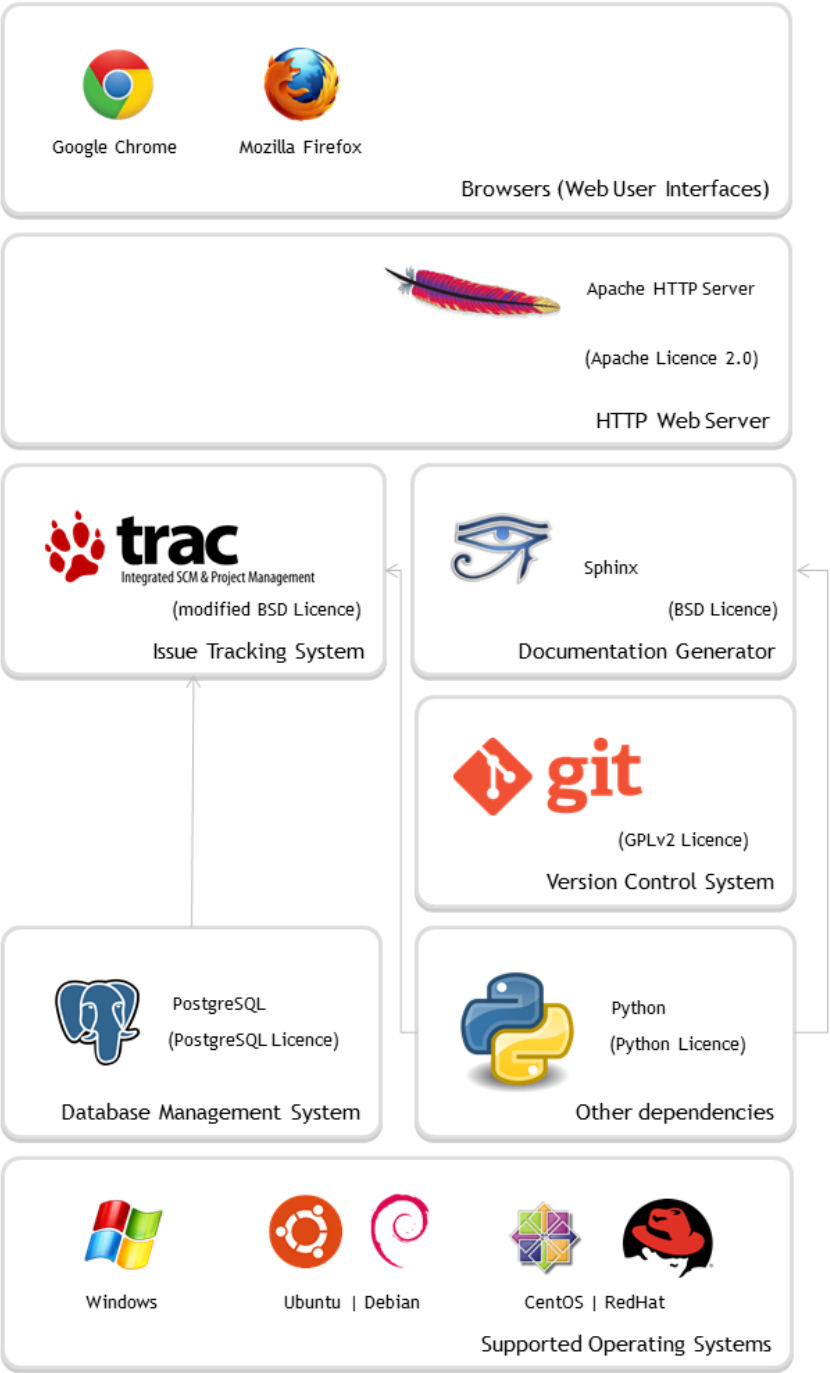 Google Chrome
Mozilla Firefox
Browsers (Web User Interfaces)
Apache HTTP Server
(Apache Licence 2.0)
HTTP Web Server
trac
Integrated SCM & Project Management
(modified BSD Licence)
Issue Tracking System
Sphinx
(BSD Licence)
Documentation Generator
git
(GPLv2 Licence)
Version Control System
PostgreSQL
(PostgreSQL Licence)
Database Management System
Python
(Python Licence)
Other dependencies
Windows
Ubuntu | Debian
CentOS | RedHat
Supported Operating Systems